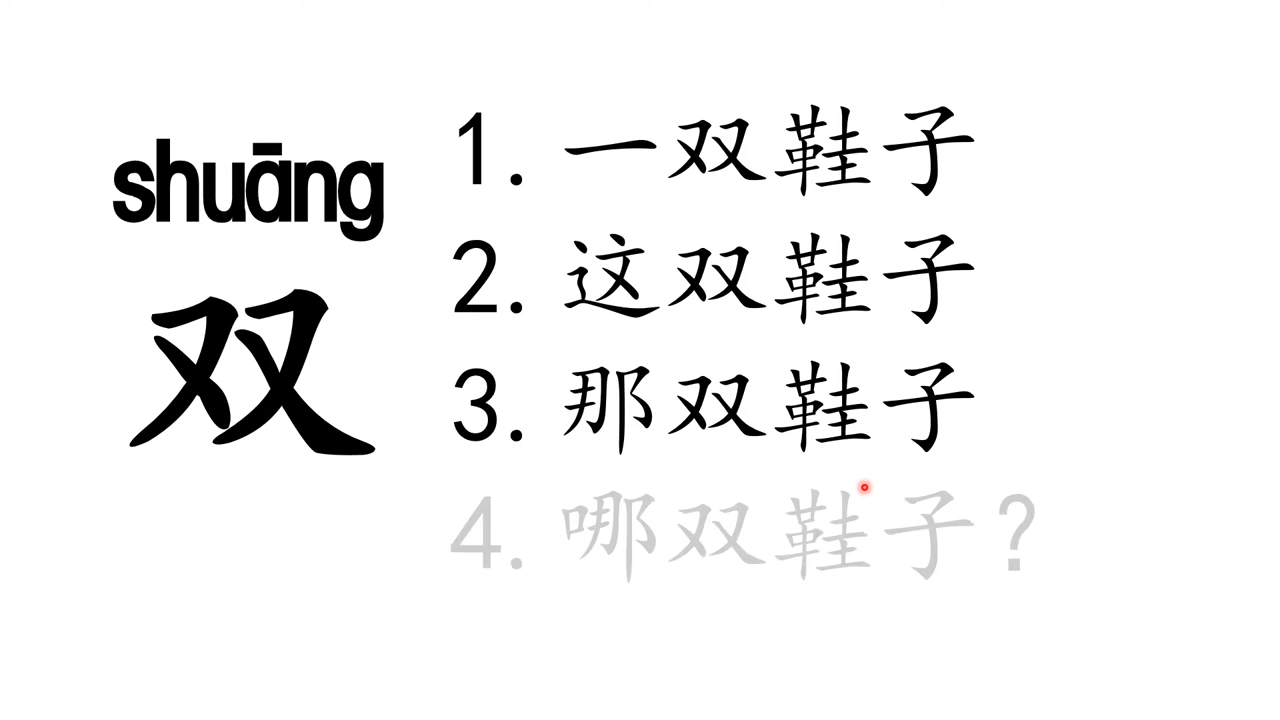 shuāng
双
1. 一双鞋子
2. 这双鞋子
3. 那双鞋子
4. 哪双鞋子?